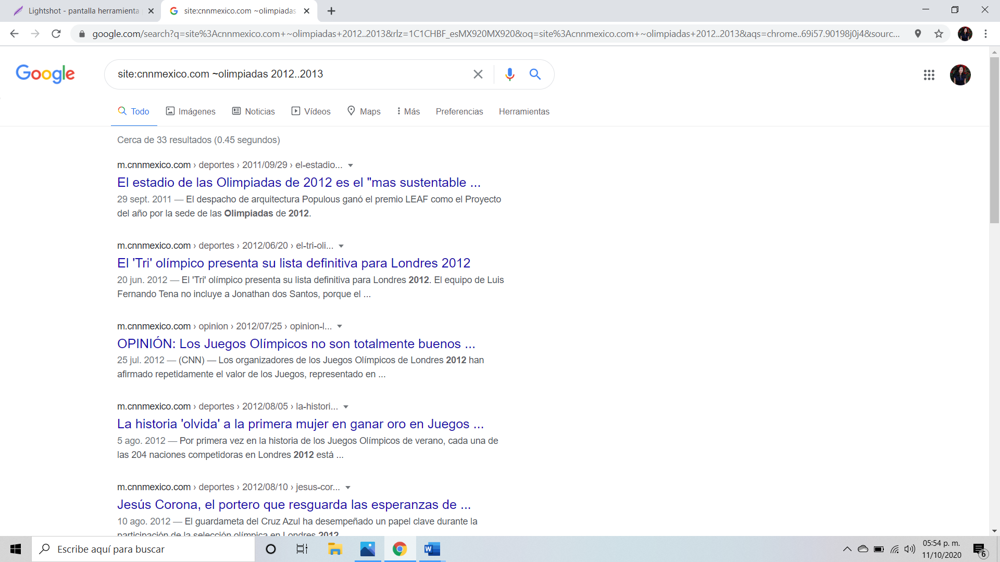 Lightshot - pantalla herramienta
site:cnnmexico.com ~olimpiadas
google.com/search?q=site%3Acnnmexico.com+~olimpiadas+2012..2013&rlz=1C1CHBF_esMX920MX920&oq=site%3Acnnmexico.com+~olimpiadas+2012..2013&aqs=chrome..69i57.90198j0j4&sourc...
Google
site:cnnmexico.com ~olimpiadas 2012..2013
Todo Imágenes Noticias Vídeos Maps Más Preferencias Herramientas
Cerca de 33 resultados (0.45 segundos)
m.cnnmexico.com › deportes › 2011/09/29 › el-estadio...
El estadio de las Olimpiadas de 2012 es el "mas sustentable ...
29 sept. 2011 — El despacho de arquitectura Populous ganó el premio LEAF como el Proyecto
del año por la sede de las Olimpiadas de 2012.
m.cnnmexico.com › deportes › 2012/06/20 › el-tri-oli...
El 'Tri' olímpico presenta su lista definitiva para Londres 2012
20 jun. 2012 — El 'Tri' olímpico presenta su lista definitiva para Londres 2012. El equipo de Luis
Fernando Tena no incluye a Jonathan dos Santos, porque el ...
m.cnnmexico.com › opinion › 2012/07/25 › opinion-l...
OPINIÓN: Los Juegos Olímpicos no son totalmente buenos ...
25 jul. 2012 — (CNN) — Los organizadores de los Juegos Olímpicos de Londres 2012 han
afirmado repetidamente el valor de los Juegos, representado en ...
m.cnnmexico.com › deportes › 2012/08/05 › la-histori...
La historia 'olvida' a la primera mujer en ganar oro en Juegos ...
5 ago. 2012 — Por primera vez en la historia de los Juegos Olímpicos de verano, cada una de
las 204 naciones competidoras en Londres 2012 está ...
m.cnnmexico.com › deportes › 2012/08/10 › jesus-cor...
Jesús Corona, el portero que resguarda las esperanzas de ...
10 ago. 2012 — El guardameta del Cruz Azul ha desempeñado un papel clave durante la
participación de la selección olímpica en Londres 2012
Escribe aquí para buscar
05:54 p. m.
11/10/2020
6